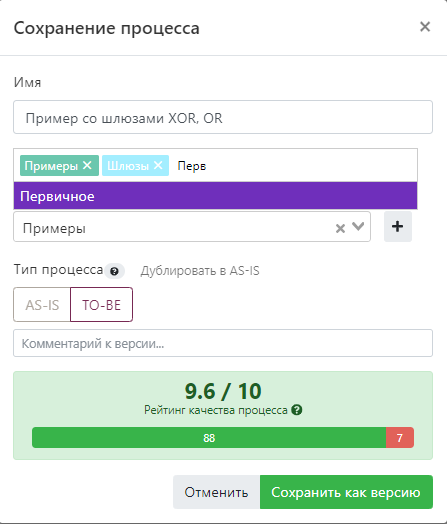 Сохранение процесса ×
Имя
Пример со шлюзами XOR, OR
Примеры × Шлюзы × Перв
Первичное
Примеры × +
Тип процесса ? Дублировать в AS-IS
AS-IS TO-BE
Комментарий к версии...
9.6 / 10
Рейтинг качества процесса ?
88 7
Отменить Сохранить как версию